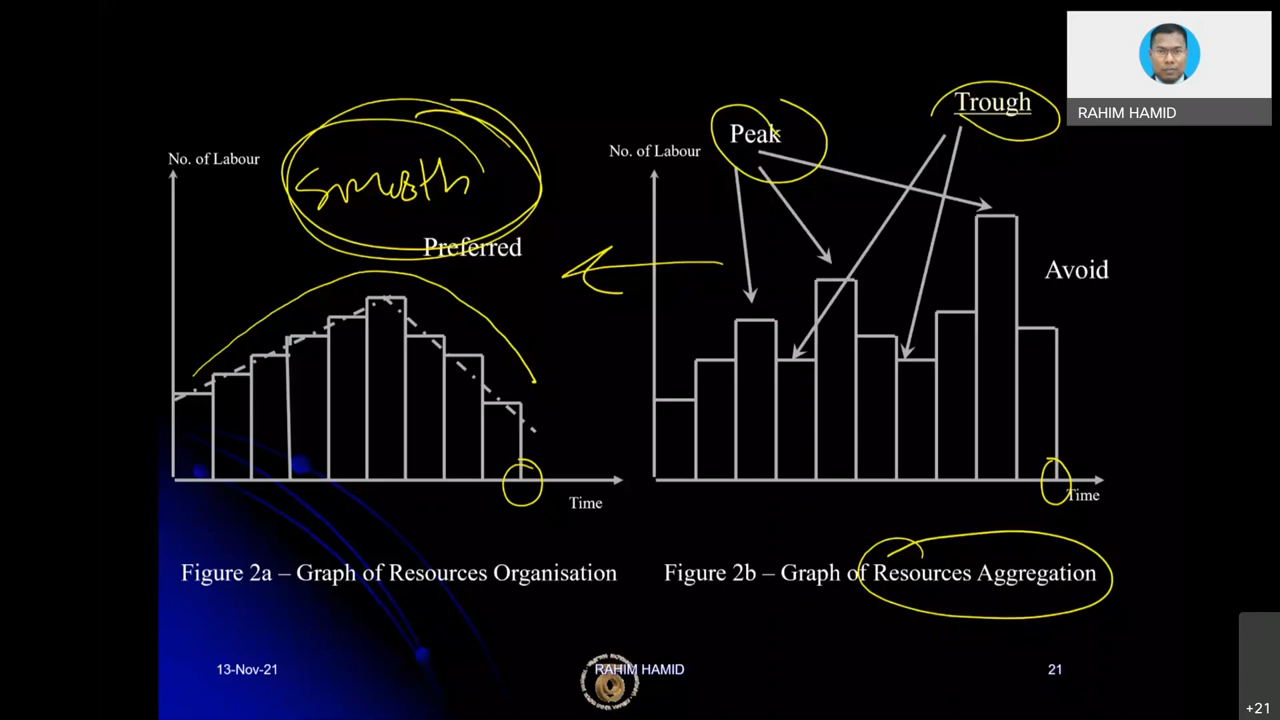 Trough
RAHIM HAMID
Peak
No. of Labour
No. of Labour
Smooth
Preferred
Avoid
Time
Time
Figure 2a – Graph of Resources Organisation
Figure 2b – Graph of Resources Aggregation
13-Nov-21
RAHIM HAMID
21
+21